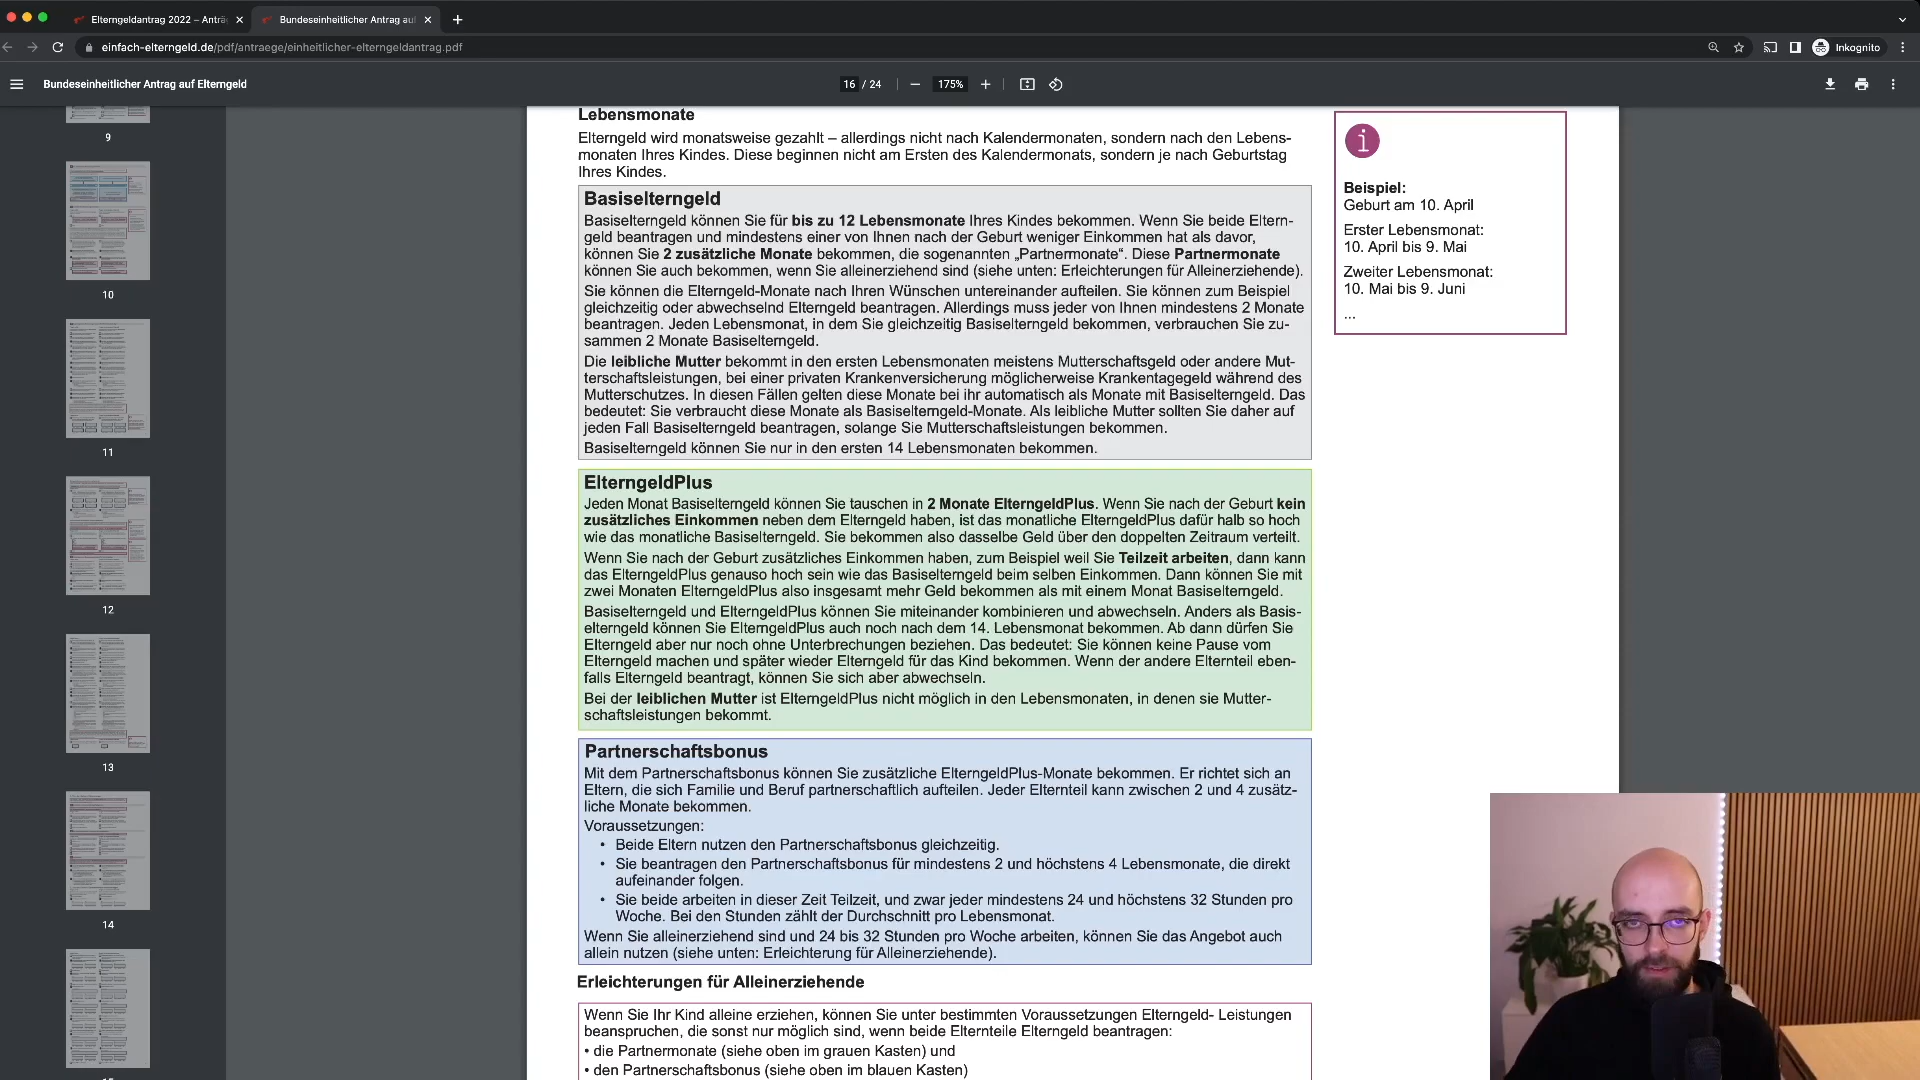 Elterngeldantrag 2022 – Anträ
Bundeseinheitlicher Antrag auf
einfach-elterngeld.de/pdf/antraege/einheitlicher-elterngeldantrag.pdf
Inkognito
Bundeseinheitlicher Antrag auf Elterngeld
16 / 24
175%
9
10
11
12
13
14
Lebensmonate
Elterngeld wird monatsweise gezahlt – allerdings nicht nach Kalendermonaten, sondern nach den Lebens-
monaten Ihres Kindes. Diese beginnen nicht am Ersten des Kalendermonats, sondern je nach Geburtstag
Ihres Kindes.
Basiselterngeld
Basiselterngeld können Sie für bis zu 12 Lebensmonate Ihres Kindes bekommen. Wenn Sie beide Eltern-
geld beantragen und mindestens einer von Ihnen nach der Geburt weniger Einkommen hat als davor,
können Sie 2 zusätzliche Monate bekommen, die sogenannten „Partnermonate“. Diese Partnermonate
können Sie auch bekommen, wenn Sie alleinerziehend sind (siehe unten: Erleichterungen für Alleinerziehende).
Sie können die Elterngeld-Monate nach Ihren Wünschen untereinander aufteilen. Sie können zum Beispiel
gleichzeitig oder abwechselnd Elterngeld beantragen. Allerdings muss jeder von Ihnen mindestens 2 Monate
beantragen. Jeden Lebensmonat, in dem Sie gleichzeitig Basiselterngeld bekommen, verbrauchen Sie zu-
sammen 2 Monate Basiselterngeld.
Die leibliche Mutter bekommt in den ersten Lebensmonaten meistens Mutterschaftsgeld oder andere Mut-
terschaftsleistungen, bei einer privaten Krankenversicherung möglicherweise Krankentagegeld während des
Mutterschutzes. In diesen Fällen gelten diese Monate bei ihr automatisch als Monate mit Basiselterngeld. Das
bedeutet: Sie verbraucht diese Monate als Basiselterngeld-Monate. Als leibliche Mutter sollten Sie daher auf
jeden Fall Basiselterngeld beantragen, solange Sie Mutterschaftsleistungen bekommen.
Basiselterngeld können Sie nur in den ersten 14 Lebensmonaten bekommen.
ElterngeldPlus
Jeden Monat Basiselterngeld können Sie tauschen in 2 Monate ElterngeldPlus. Wenn Sie nach der Geburt kein
zusätzliches Einkommen neben dem Elterngeld haben, ist das monatliche ElterngeldPlus dafür halb so hoch
wie das monatliche Basiselterngeld. Sie bekommen also dasselbe Geld über den doppelten Zeitraum verteilt.
Wenn Sie nach der Geburt zusätzliches Einkommen haben, zum Beispiel weil Sie Teilzeit arbeiten, dann kann
das ElterngeldPlus genauso hoch sein wie das Basiselterngeld beim selben Einkommen. Dann können Sie mit
zwei Monaten ElterngeldPlus also insgesamt mehr Geld bekommen als mit einem Monat Basiselterngeld.
Basiselterngeld und ElterngeldPlus können Sie miteinander kombinieren und abwechseln. Anders als Basis-
elterngeld können Sie ElterngeldPlus auch noch nach dem 14. Lebensmonat bekommen. Ab dann dürfen Sie
Elterngeld aber nur noch ohne Unterbrechungen beziehen. Das bedeutet: Sie können keine Pause vom
Elterngeld machen und später wieder Elterngeld für das Kind bekommen. Wenn der andere Elternteil eben-
falls Elterngeld beantragt, können Sie sich aber abwechseln.
Bei der leiblichen Mutter ist ElterngeldPlus nicht möglich in den Lebensmonaten, in denen sie Mutter-
schaftsleistungen bekommt.
Partnerschaftsbonus
Mit dem Partnerschaftsbonus können Sie zusätzliche ElterngeldPlus-Monate bekommen. Er richtet sich an
Eltern, die sich Familie und Beruf partnerschaftlich aufteilen. Jeder Elternteil kann zwischen 2 und 4 zusätz-
liche Monate bekommen.
Voraussetzungen:
• Beide Eltern nutzen den Partnerschaftsbonus gleichzeitig.
• Sie beantragen den Partnerschaftsbonus für mindestens 2 und höchstens 4 Lebensmonate, die direkt
aufeinander folgen.
• Sie beide arbeiten in dieser Zeit Teilzeit, und zwar jeder mindestens 24 und höchstens 32 Stunden pro
Woche. Bei den Stunden zählt der Durchschnitt pro Lebensmonat.
Wenn Sie alleinerziehend sind und 24 bis 32 Stunden pro Woche arbeiten, können Sie das Angebot auch
allein nutzen (siehe unten: Erleichterung für Alleinerziehende).
Erleichterungen für Alleinerziehende
Wenn Sie Ihr Kind alleine erziehen, können Sie unter bestimmten Voraussetzungen Elterngeld- Leistungen
beanspruchen, die sonst nur möglich sind, wenn beide Elternteile Elterngeld beantragen:
• die Partnermonate (siehe oben im grauen Kasten) und
• den Partnerschaftsbonus (siehe oben im blauen Kasten)
i
Beispiel:
Geburt am 10. April
Erster Lebensmonat:
10. April bis 9. Mai
Zweiter Lebensmonat:
10. Mai bis 9. Juni
...